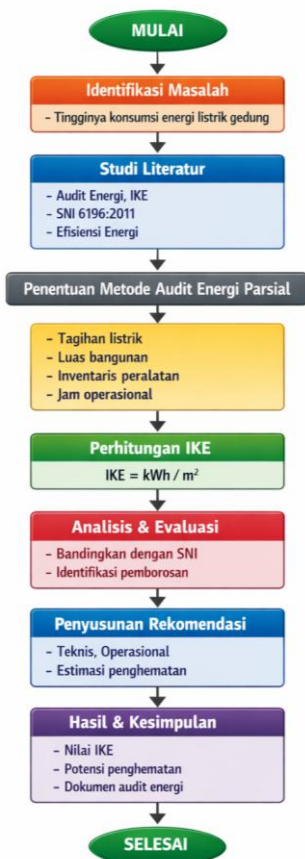 MULAI
Identifikasi Masalah
- Tingginya konsumsi energi listrik gedung
Studi Literatur
- Audit Energi, IKE
- SNI 6196:2011
- Efisiensi Energi
Penentuan Metode Audit Energi Parsial
- Tagihan listrik
- Luas bangunan
- Inventaris peralatan
- Jam operasional
Perhitungan IKE
IKE = kWh / m²
Analisis & Evaluasi
- Bandingkan dengan SNI
- Identifikasi pemborosan
Penyusunan Rekomendasi
- Teknis, Operasional
- Estimasi penghematan
Hasil & Kesimpulan
- Nilai IKE
- Potensi penghematan
- Dokumen audit energi
SELESAI